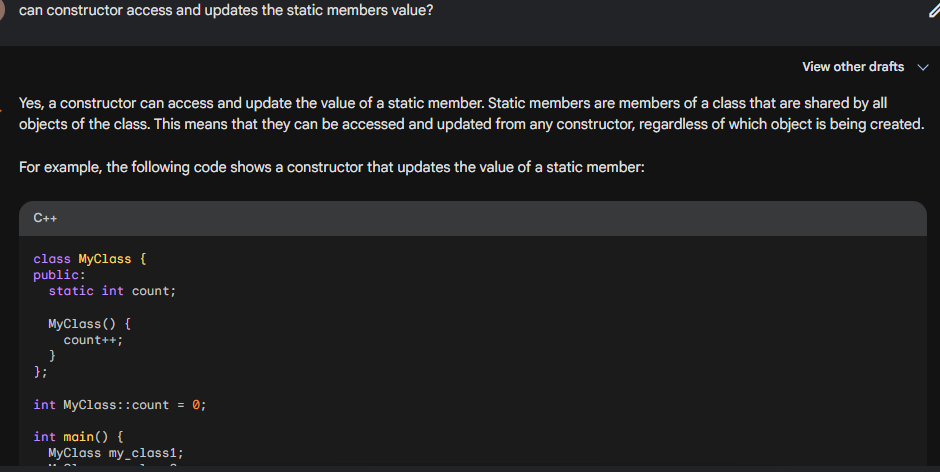 can constructor access and updates the static members value?
View other drafts
Yes, a constructor can access and update the value of a static member. Static members are members of a class that are shared by all
objects of the class. This means that they can be accessed and updated from any constructor, regardless of which object is being created.
For example, the following code shows a constructor that updates the value of a static member:
C++
class MyClass {
public:
  static int count;
  MyClass() {
    count++;
  }
};
int MyClass::count = 0;
int main() {
  MyClass my_class1;